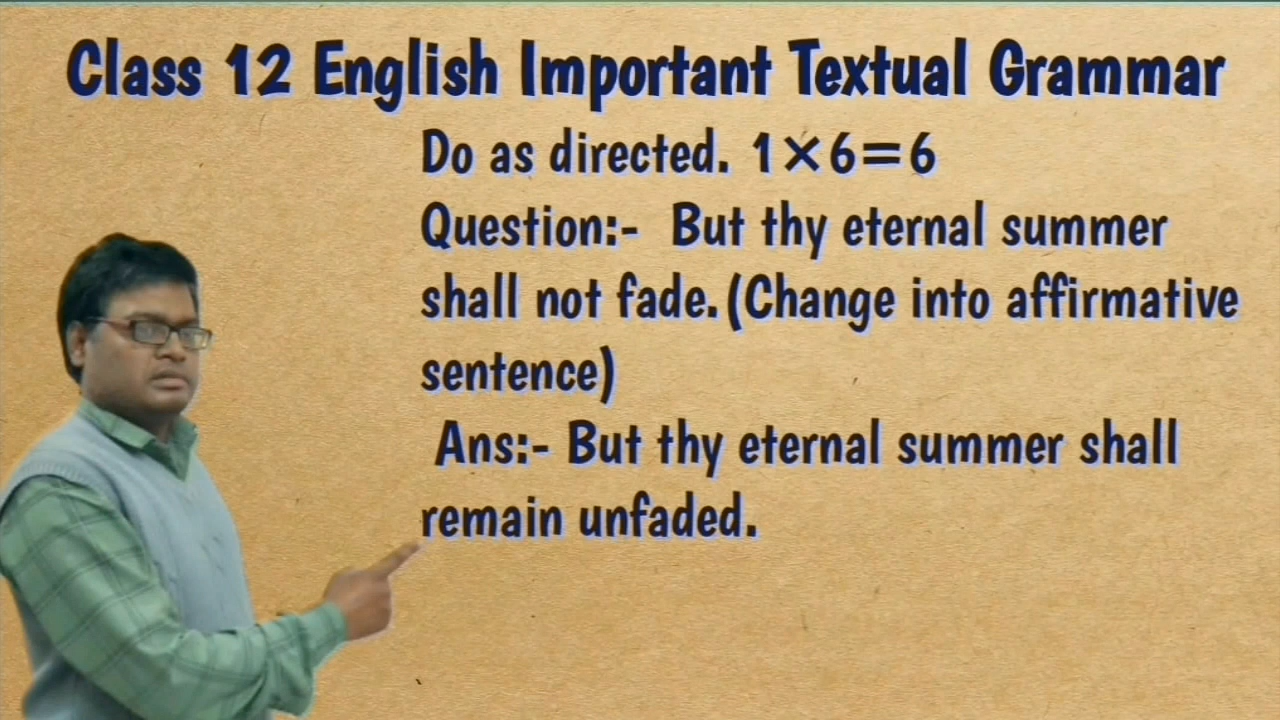 Class 12 English Important Textual Grammar
Do as directed. 1×6=6
Question:- But thy eternal summer
shall not fade.(Change into affirmative
sentence)
Ans:- But thy eternal summer shall
remain unfaded.